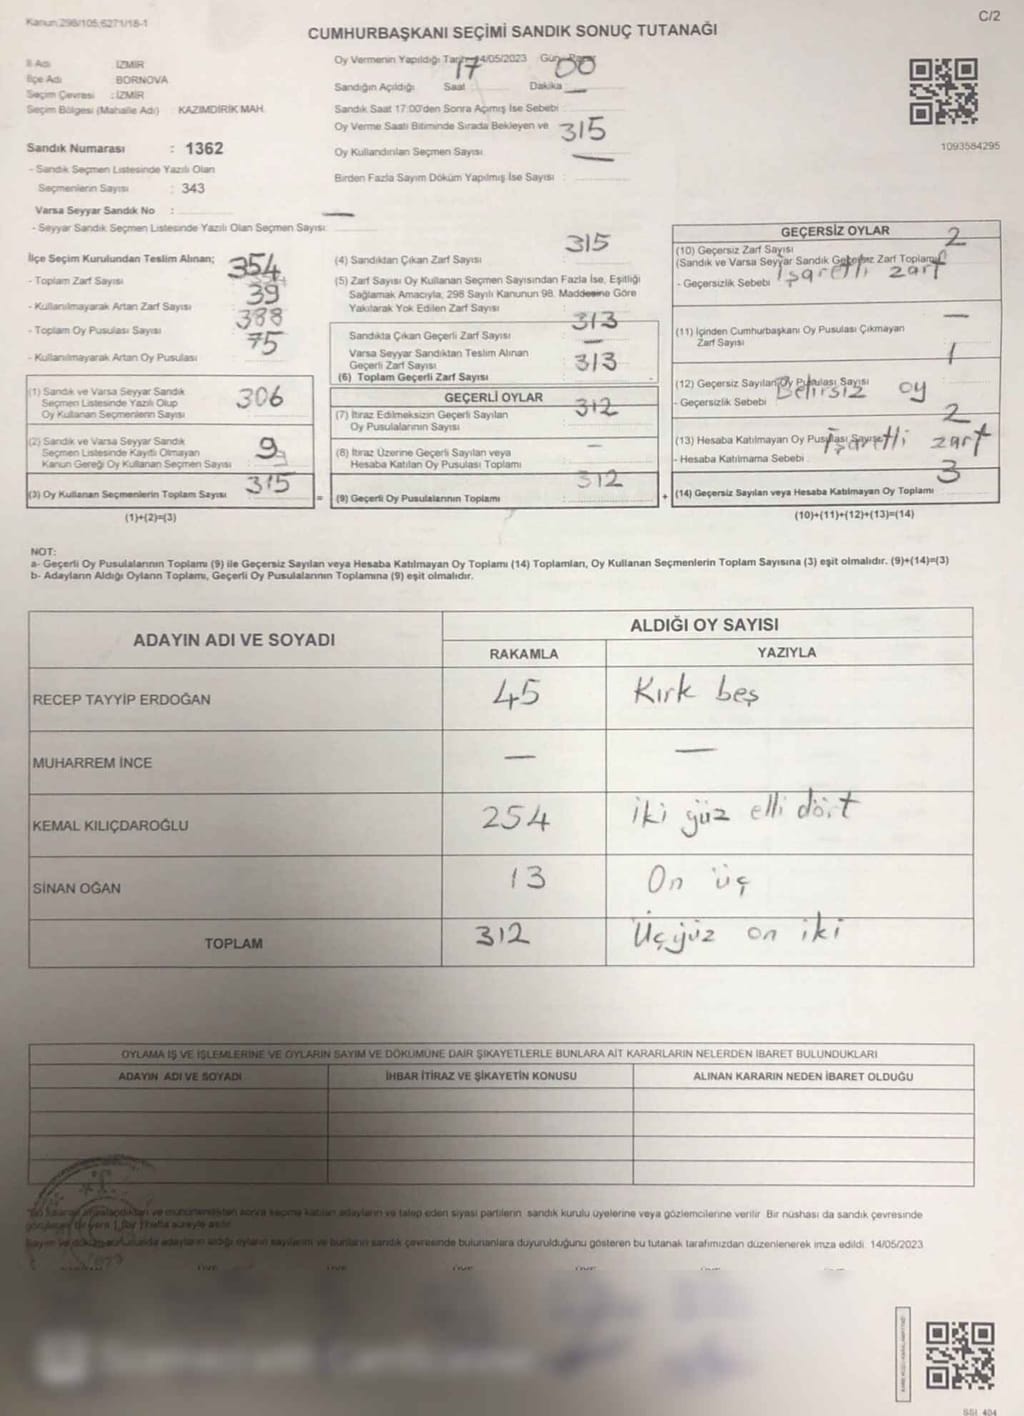 Kanun:298/105,6271/18-1
C/2
CUMHURBAŞKANI SEÇİMİ SANDIK SONUÇ TUTANAĞI
İl Adı : İZMİR
İlçe Adı : BORNOVA
Seçim Çevresi : İZMİR
Seçim Bölgesi (Mahalle Adı) : KAZIMDİRİK MAH.
Sandık Numarası : 1362
- Sandık Seçmen Listesinde Yazılı Olan
Seçmenlerin Sayısı : 343
Varsa Seyyar Sandık No :
- Seyyar Sandık Seçmen Listesinde Yazılı Olan Seçmen Sayısı: —
Oy Vermenin Yapıldığı Tarih 14/05/2023 Gün
Sandığın Açıldığı Saat 17 Dakika 00
Sandık Saat 17:00'den Sonra Açmış İse Sebebi
Oy Verme Saati Bitiminde Sırada Bekleyen ve
Oy Kullandırılan Seçmen Sayısı 315
Birden Fazla Sayım Döküm Yapılmış İse Sayısı : —
1093584295
İlçe Seçim Kurulundan Teslim Alınan;
- Toplam Zarf Sayısı 354
- Kullanılmayarak Artan Zarf Sayısı 39
- Toplam Oy Pusulası Sayısı 388
- Kullanılmayarak Artan Oy Pusulası 75
(1) Sandık ve Varsa Seyyar Sandık
Seçmen Listesinde Yazılı Olup
Oy Kullanan Seçmenlerin Sayısı 306
(2) Sandık ve Varsa Seyyar Sandık
Seçmen Listesinde Kayıtlı Olmayan
Kanun Gereği Oy Kullanan Seçmen Sayısı 9
(3) Oy Kullanan Seçmenlerin Toplam Sayısı 315
(1)+(2)=(3)
(4) Sandıktan Çıkan Zarf Sayısı 315
(5) Zarf Sayısı Oy Kullanan Seçmen Sayısından Fazla İse, Eşitliği
Sağlamak Amacıyla, 298 Sayılı Kanunun 98. Maddesine Göre
Yakılarak Yok Edilen Zarf Sayısı
Sandıkta Çıkan Geçerli Zarf Sayısı 313
Varsa Seyyar Sandıktan Teslim Alınan
Geçerli Zarf Sayısı —
(6) Toplam Geçerli Zarf Sayısı 313
=
GEÇERLİ OYLAR
(7) İtiraz Edilmeksizin Geçerli Sayılan
Oy Pusulalarının Sayısı 312
(8) İtiraz Üzerine Geçerli Sayılan veya
Hesaba Katılan Oy Pusulası Toplamı —
(9) Geçerli Oy Pusulalarının Toplamı 312
+
GEÇERSİZ OYLAR
(10) Geçersiz Zarf Sayısı 2
(Sandık ve Varsa Seyyar Sandık Geçersiz Zarf Toplamı)
- Geçersizlik Sebebi İşaretli zarf
(11) İçinden Cumhurbaşkanı Oy Pusulası Çıkmayan
Zarf Sayısı —
(12) Geçersiz Sayılan Oy Pusulası Sayısı 1
- Geçersizlik Sebebi Belirsiz oy
(13) Hesaba Katılmayan Oy Pusulası Sayısı 2
- Hesaba Katılmama Sebebi İşaretli zarf
(14) Geçersiz Sayılan veya Hesaba Katılmayan Oy Toplamı 3
(10)+(11)+(12)+(13)=(14)
NOT:
a- Geçerli Oy Pusulalarının Toplamı (9) ile Geçersiz Sayılan veya Hesaba Katılmayan Oy Toplamı (14) Toplamları, Oy Kullanan Seçmenlerin Toplam Sayısına (3) eşit olmalıdır. (9)+(14)=(3)
b- Adayların Aldığı Oyların Toplamı, Geçerli Oy Pusulalarının Toplamına (9) eşit olmalıdır.
ADAYIN ADI VE SOYADI ALDIĞI OY SAYISI
RAKAMLA YAZIYLA
RECEP TAYYİP ERDOĞAN 45 Kırk beş
MUHARREM İNCE — —
KEMAL KILIÇDAROĞLU 254 İki yüz elli dört
SİNAN OĞAN 13 On üç
TOPLAM 312 Üçyüz on iki
OYLAMA İŞ VE İŞLEMLERİNE VE OYLARIN SAYIM VE DÖKÜMÜNE DAİR ŞİKAYETLERLE BUNLARA AİT KARARLARIN NELERDEN İBARET BULUNDUKLARI
ADAYIN ADI VE SOYADI İHBAR İTİRAZ VE ŞİKAYETİN KONUSU ALINAN KARARIN NEDEN İBARET OLDUĞU
sonra seçime katılan adayların ve talep eden siyasi partilerin sandık kurulu üyelerine veya gözlemcilerine verilir. Bir nüshası da sandık çevresinde
1 bir hafta süreyle asılır.
adayların aldığı oyların sayılarını ve bunların sandık çevresinde bulunanlara duyurulduğunu gösteren bu tutanak tarafımızdan düzenlenerek imza edildi. 14/05/2023
SSI 404